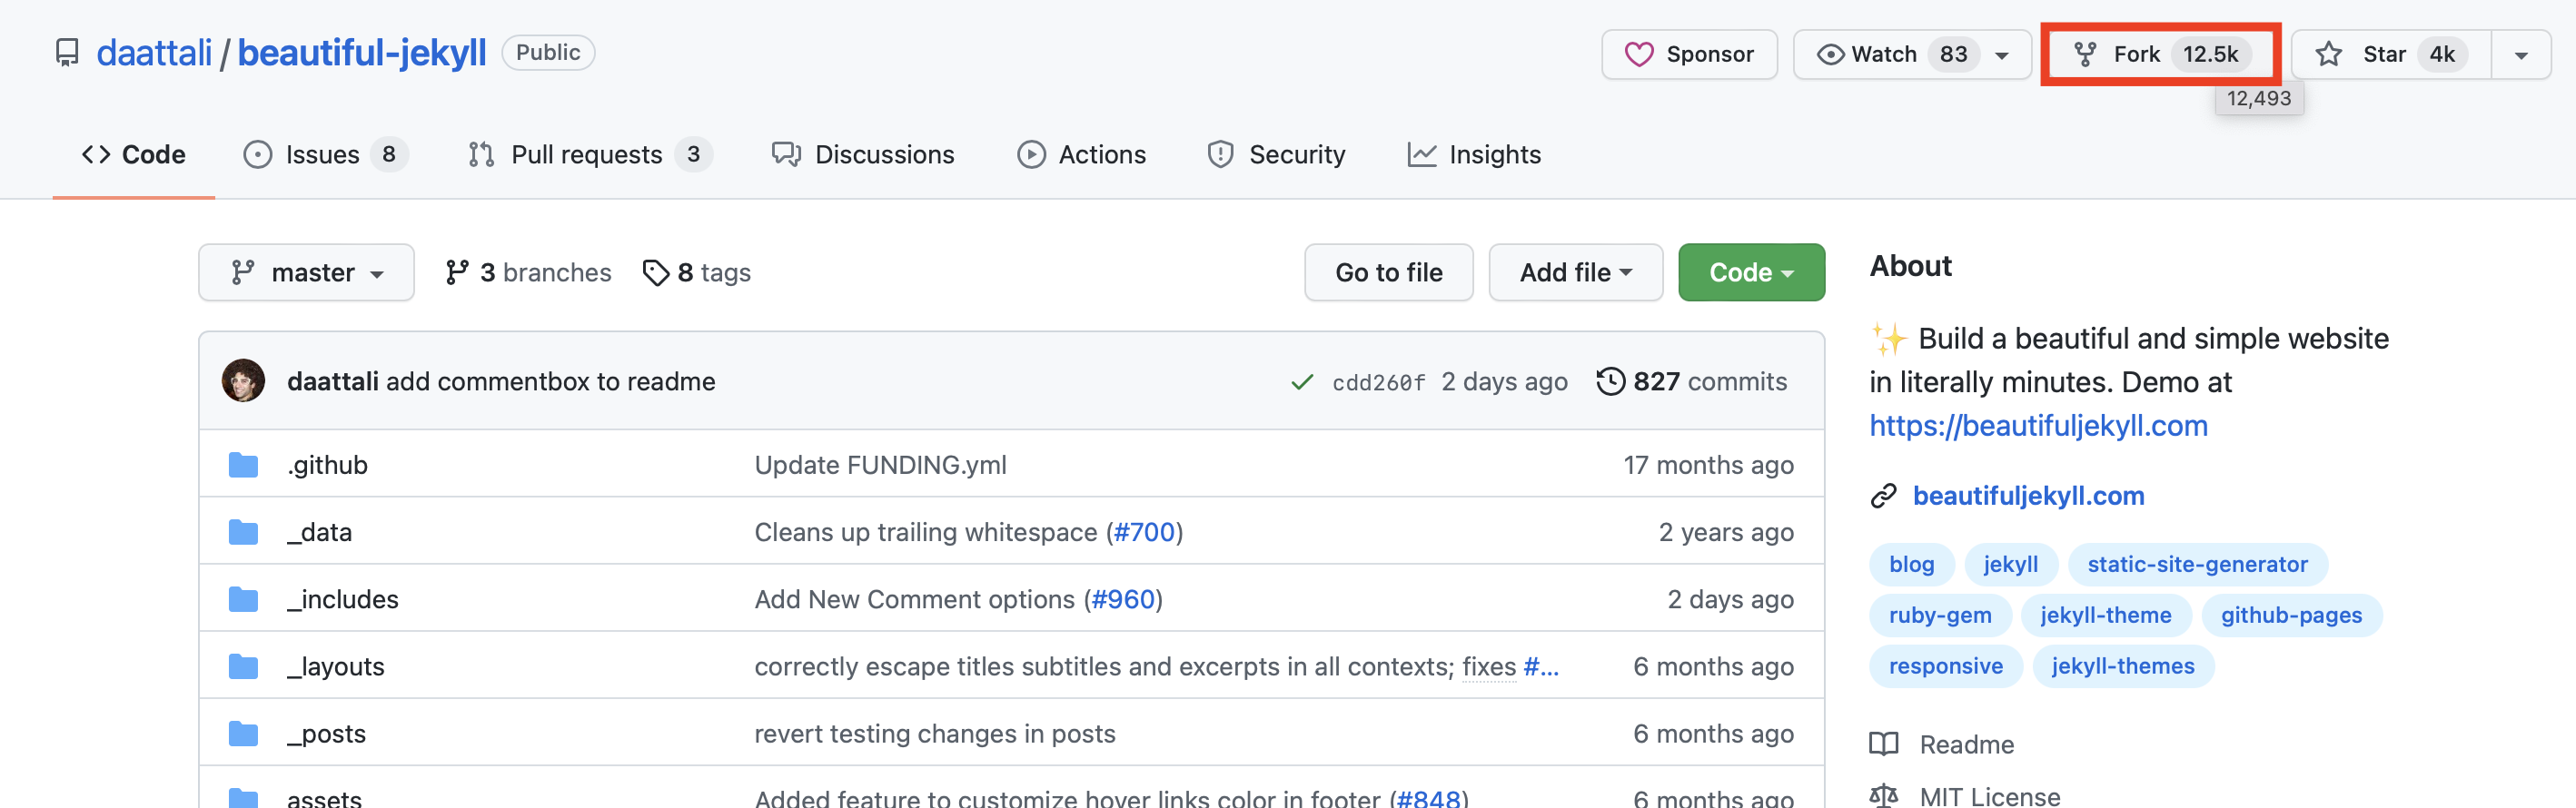 daattali / beautiful-jekyll Public
Sponsor Watch 83 Fork 12.5k Star 4k
12,493
Code Issues 8 Pull requests 3 Discussions Actions Security Insights
master 3 branches 8 tags Go to file Add file Code
daattali add commentbox to readme cdd260f 2 days ago 827 commits
.github Update FUNDING.yml 17 months ago
_data Cleans up trailing whitespace (#700) 2 years ago
_includes Add New Comment options (#960) 2 days ago
_layouts correctly escape titles subtitles and excerpts in all contexts; fixes #... 6 months ago
_posts revert testing changes in posts 6 months ago
assets Added feature to customize hover links color in footer (#848) 6 months ago
About
✨ Build a beautiful and simple website
in literally minutes. Demo at
https://beautifuljekyll.com
beautifuljekyll.com
blog jekyll static-site-generator
ruby-gem jekyll-theme github-pages
responsive jekyll-themes
Readme
MIT License